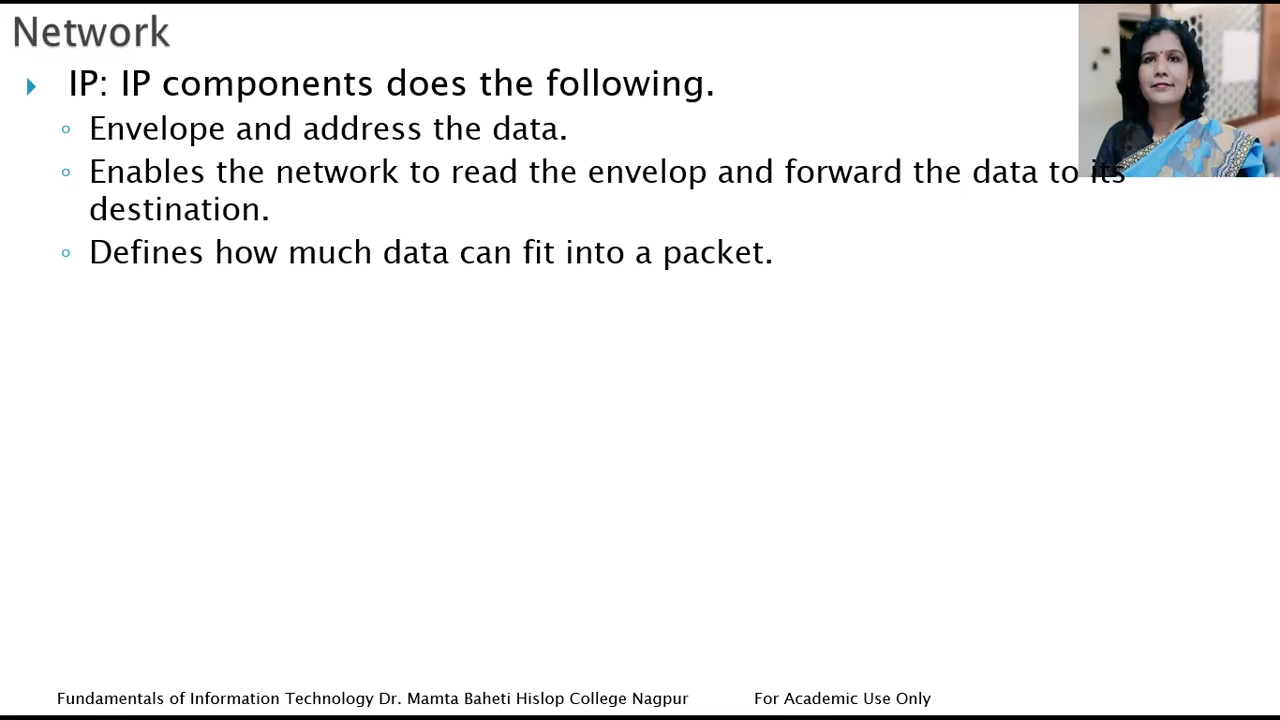 Network
IP: IP components does the following.
Envelope and address the data.
Enables the network to read the envelop and forward the data to its
destination.
Defines how much data can fit into a packet.
Fundamentals of Information Technology Dr. Mamta Baheti Hislop College Nagpur For Academic Use Only